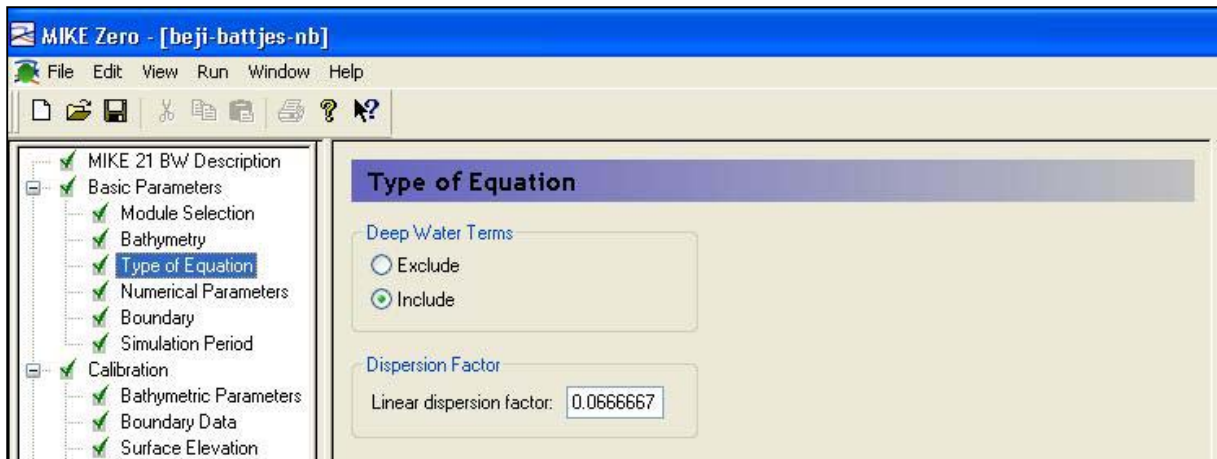 MIKE Zero - [beji-battjes-nb]
File Edit View Run Window Help
MIKE 21 BW Description
Basic Parameters
Module Selection
Bathymetry
Type of Equation
Numerical Parameters
Boundary
Simulation Period
Calibration
Bathymetric Parameters
Boundary Data
Surface Elevation
Type of Equation
Deep Water Terms
Exclude
Include
Dispersion Factor
Linear dispersion factor: 0.0666667